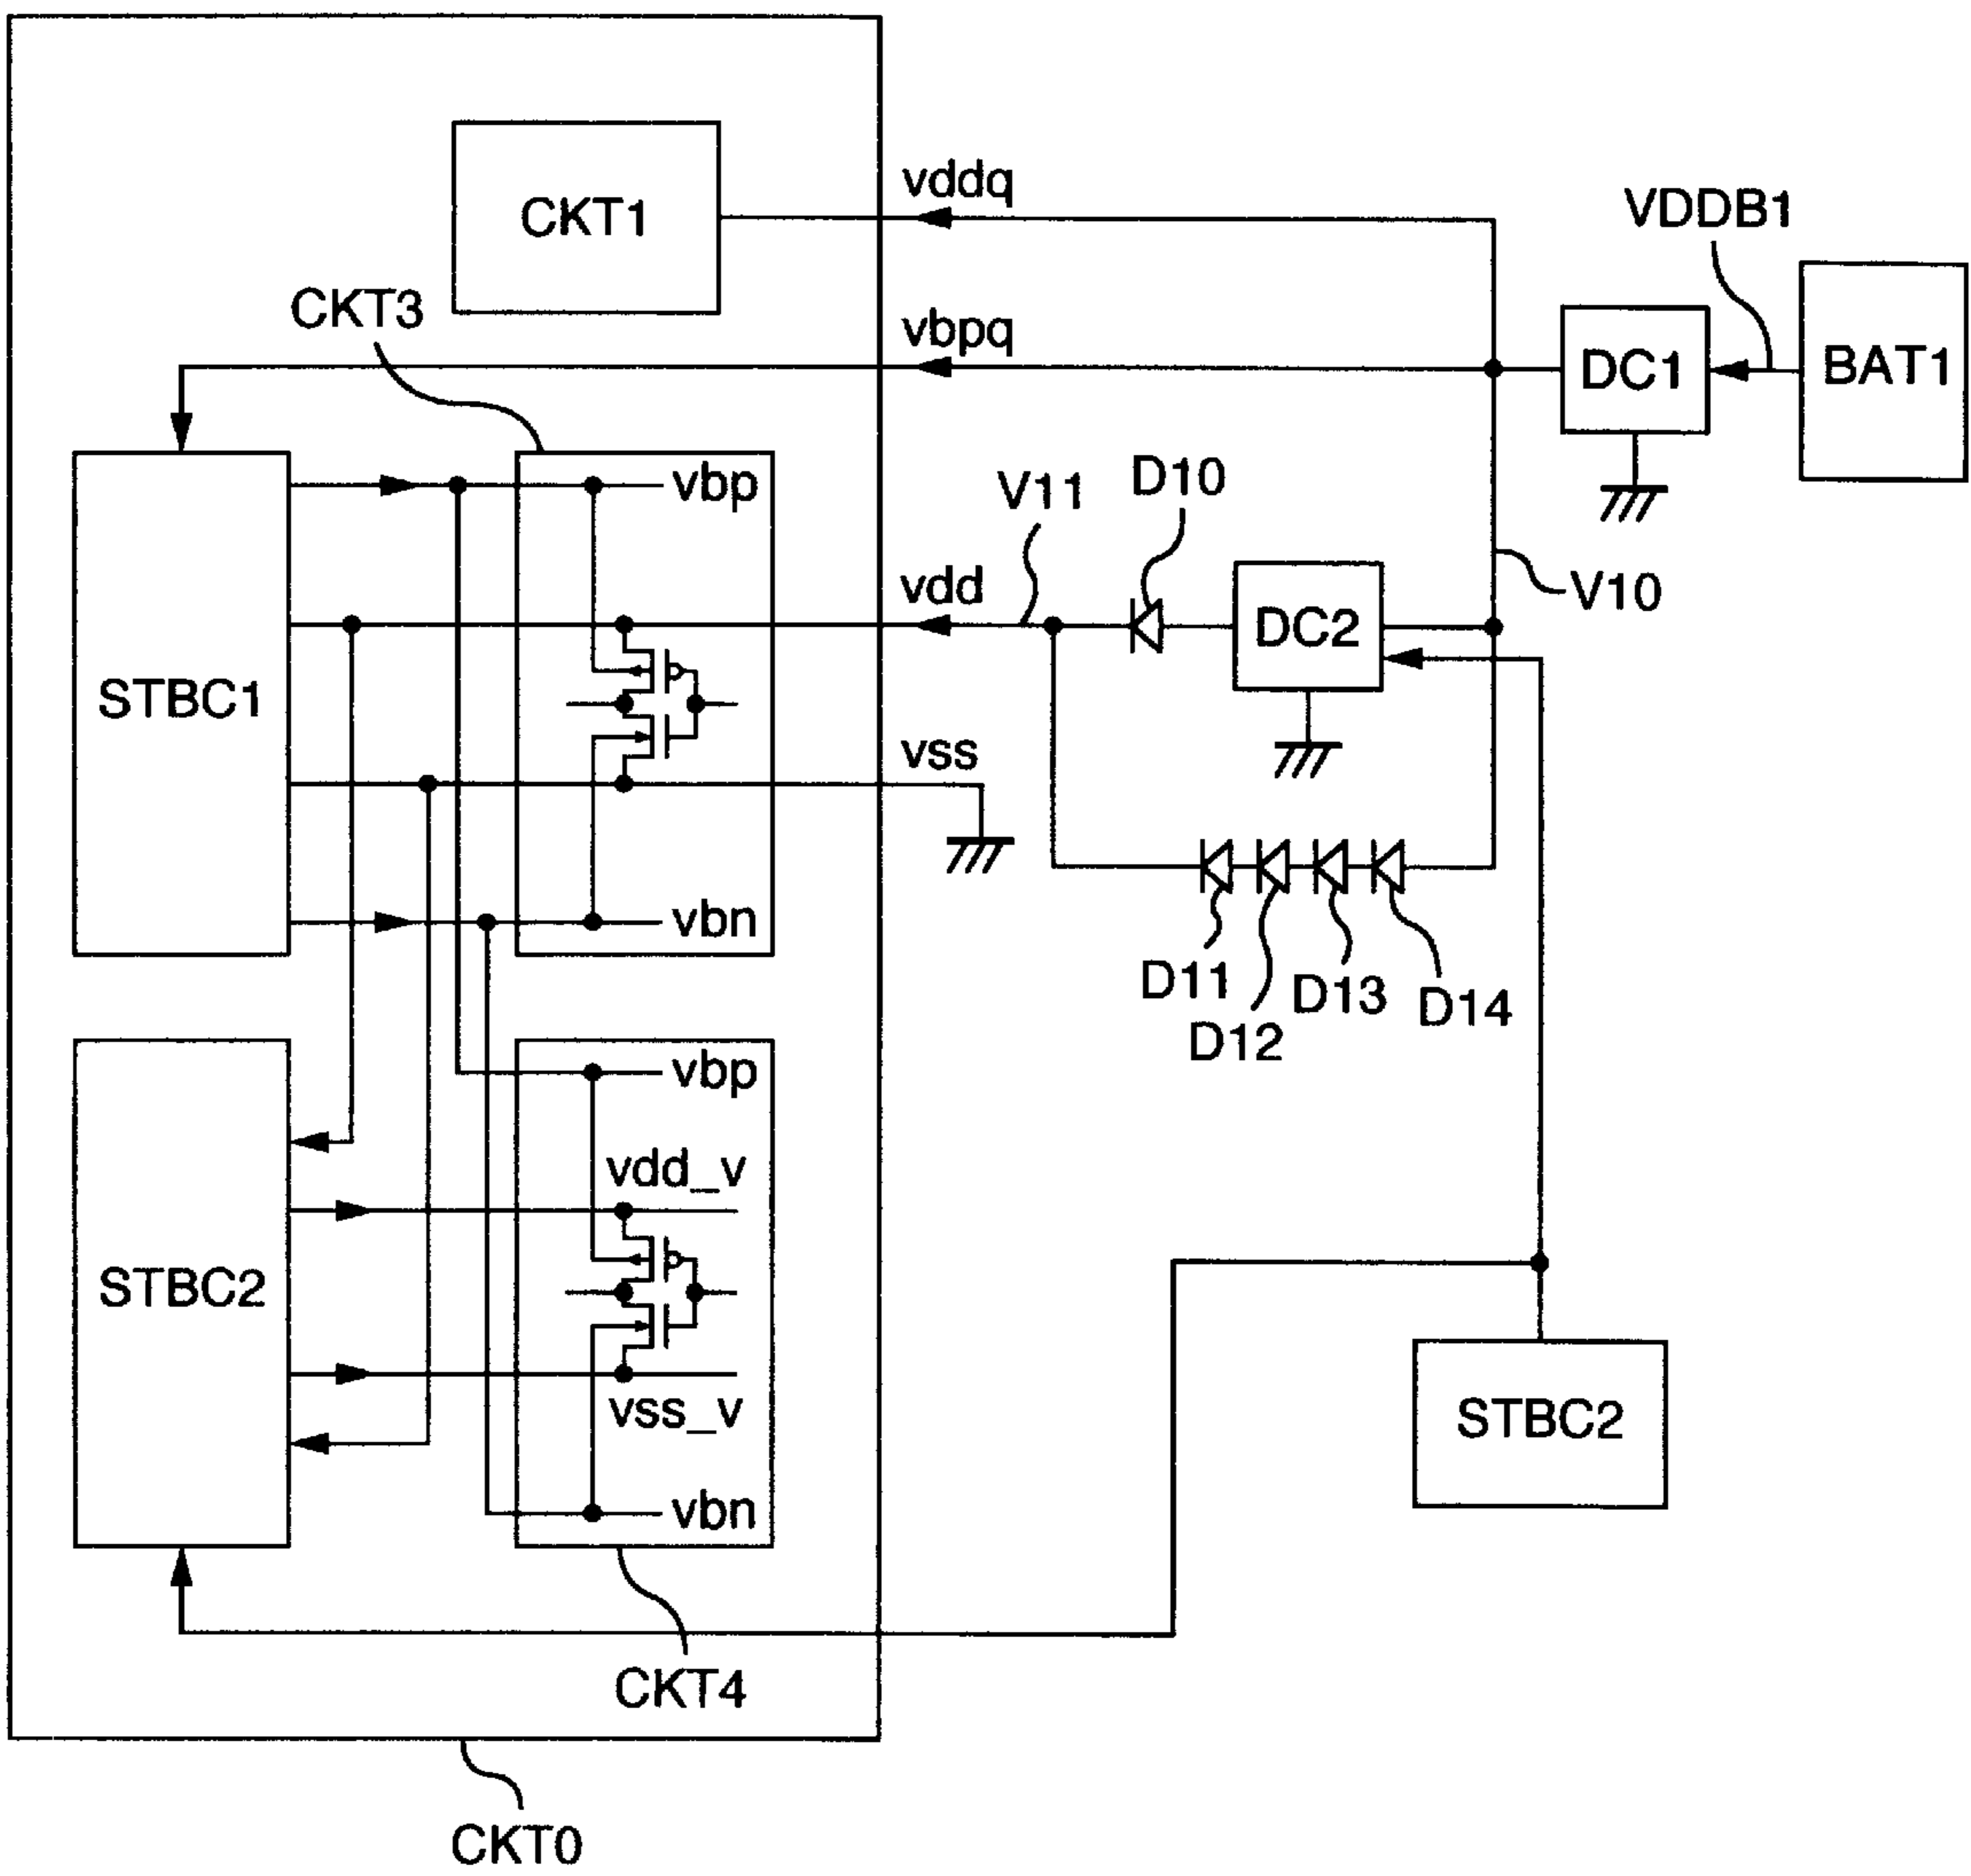 vddq
VDDB1
CKT1
CKT3
vbpq
DC1
BAT1
vbp
V11
D10
vdd
DC2
V10
STBC1
vss
vbn
D11
D13
D14
D12
vbp
vdd_v
STBC2
vss_v
STBC2
vbn
CKT4
CKT0